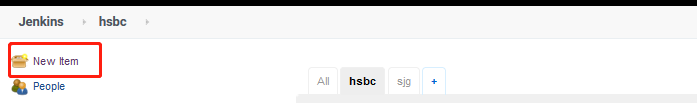 Jenkins hsbc
New Item
All hsbc sjg +
People